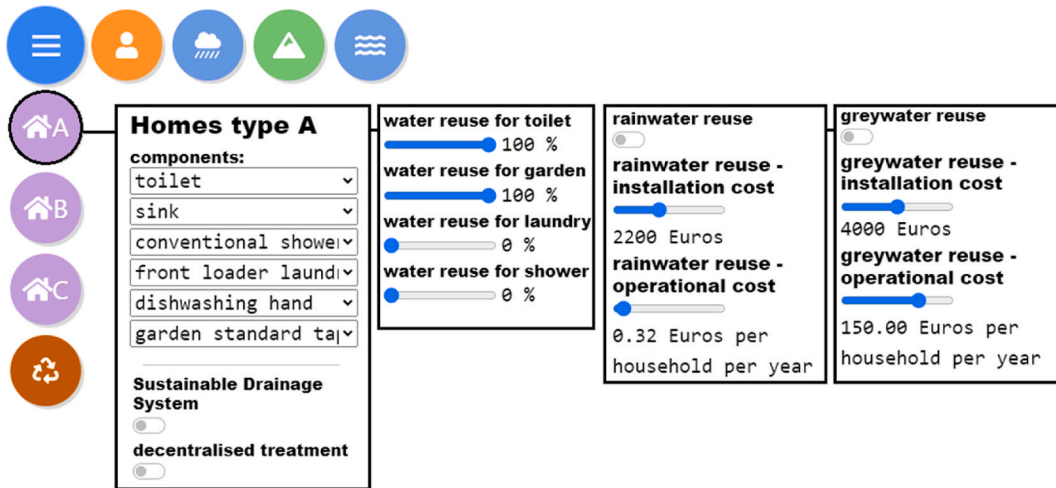 A
B
C
Homes type A
components:
toilet
sink
conventional shower
front loader laund
dishwashing hand
garden standard tap
Sustainable Drainage
System
decentralised treatment
water reuse for toilet
100 %
water reuse for garden
100 %
water reuse for laundry
0 %
water reuse for shower
0 %
rainwater reuse
rainwater reuse -
installation cost
2200 Euros
rainwater reuse -
operational cost
0.32 Euros per
household per year
greywater reuse
greywater reuse -
installation cost
4000 Euros
greywater reuse -
operational cost
150.00 Euros per
household per year